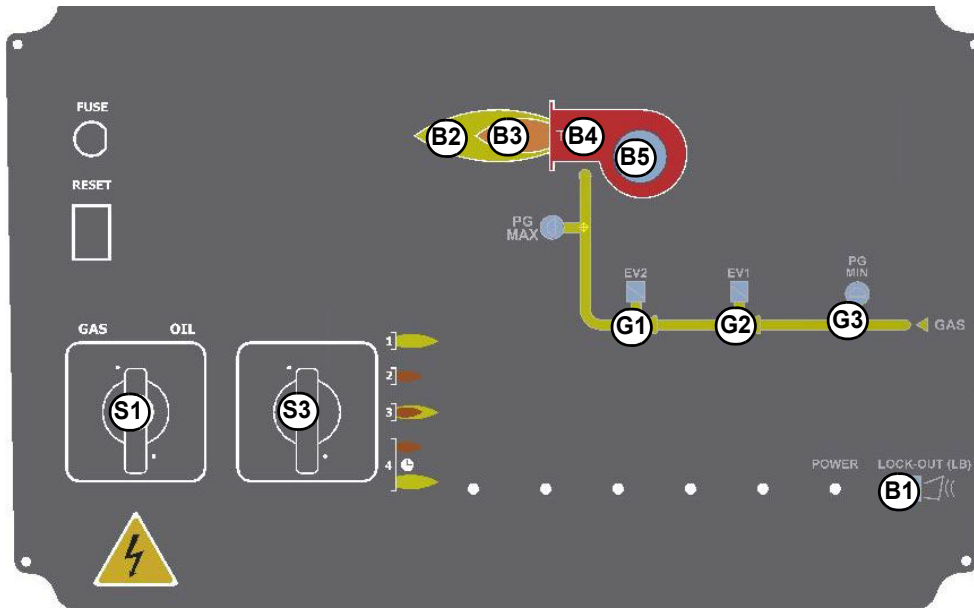 FUSE
B2
B3
B4
B5
RESET
PG
MAX
PG
MIN
EV2
EV1
G1
G2
G3
GAS
GAS
OIL
1
2
S1
S3
3
4
POWER
LOCK-OUT (LB)
B1